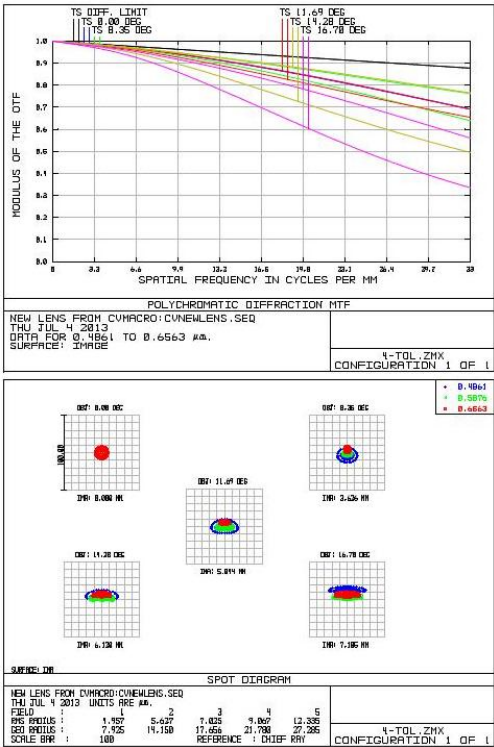 TS DIFF. LIMIT
TS 0.00 DEG
TS 8.35 DEG
TS 11.69 DEG
TS 14.28 DEG
TS 16.70 DEG
1.0
0.9
0.8
0.7
0.6
0.5
0.4
0.3
0.2
0.1
0.0
MODULUS OF THE OTF
0 3.3 6.6 9.9 13.2 16.5 19.8 23.1 26.4 29.7 33
SPATIAL FREQUENCY IN CYCLES PER MM
POLYCHROMATIC DIFFRACTION MTF
NEW LENS FROM CVMACRO:CVNEWLENS.SEQ
THU JUL 4 2013
DATA FOR 0.4861 TO 0.6563 µm.
SURFACE: IMAGE
4-TOL.ZMX
CONFIGURATION 1 OF 1
0.4861
0.5876
0.6563
OBJ: 0.00 DEG
OBJ: 8.35 DEG
100.00
IMA: 0.000 MM
IMA: 3.626 MM
OBJ: 11.69 DEG
IMA: 5.044 MM
OBJ: 14.28 DEG
OBJ: 16.70 DEG
IMA: 6.120 MM
IMA: 7.105 MM
SURFACE: IMA
SPOT DIAGRAM
NEW LENS FROM CVMACRO:CVNEWLENS.SEQ
THU JUL 4 2013 UNITS ARE µm.
FIELD : 1 2 3 4 5
RMS RADIUS : 4.957 5.627 7.025 9.067 12.335
GEO RADIUS : 7.925 14.150 17.656 21.780 27.285
SCALE BAR : 100 REFERENCE : CHIEF RAY
4-TOL.ZMX
CONFIGURATION 1 OF 1